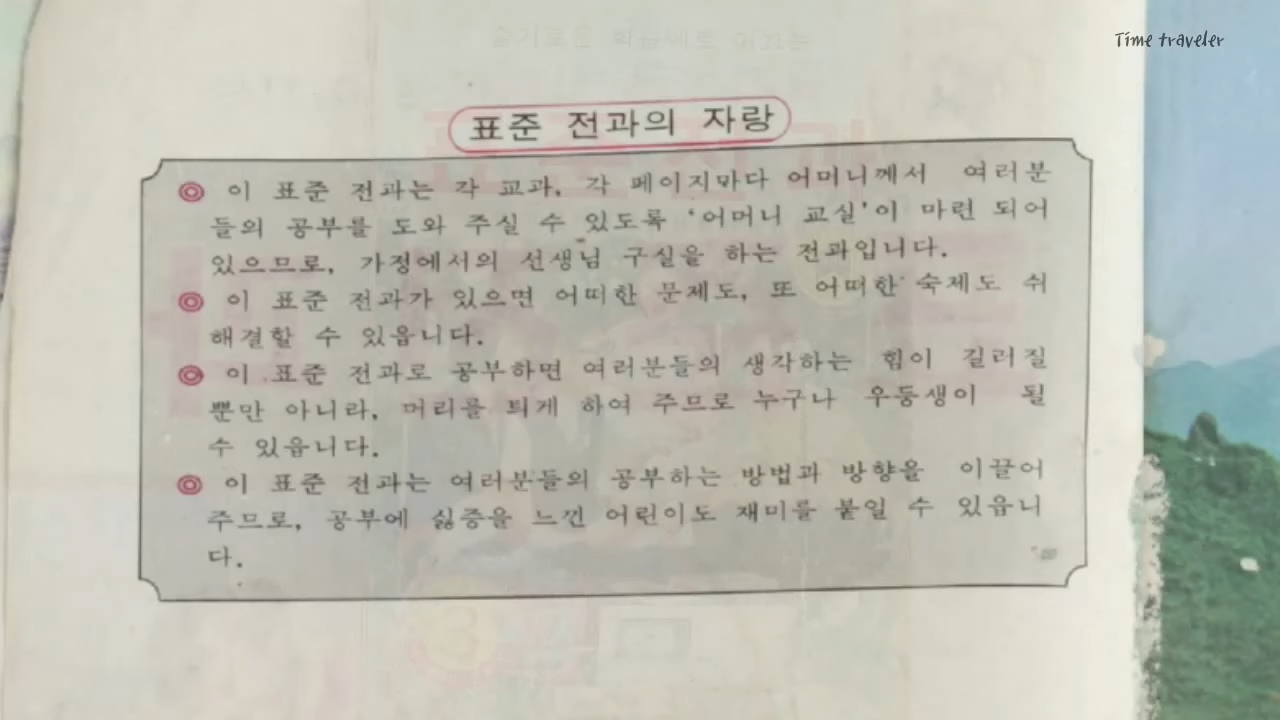 Time traveler
표준 전과의 자랑
◎ 이 표준 전과는 각 교과, 각 페이지마다 어머니께서 여러분
들의 공부를 도와 주실 수 있도록 '어머니 교실'이 마련 되어
있으므로, 가정에서의 선생님 구실을 하는 전과입니다.
◎ 이 표준 전과가 있으면 어떠한 문제도, 또 어떠한 숙제도 쉬
해결할 수 있읍니다.
◎ 이 표준 전과로 공부하면 여러분들의 생각하는 힘이 길러질
뿐만 아니라, 머리를 틔게 하여 주므로 누구나 우등생이 될
수 있읍니다.
◎ 이 표준 전과는 여러분들의 공부하는 방법과 방향을 이끌어
주므로, 공부에 싫증을 느낀 어린이도 재미를 붙일 수 있읍니
다.